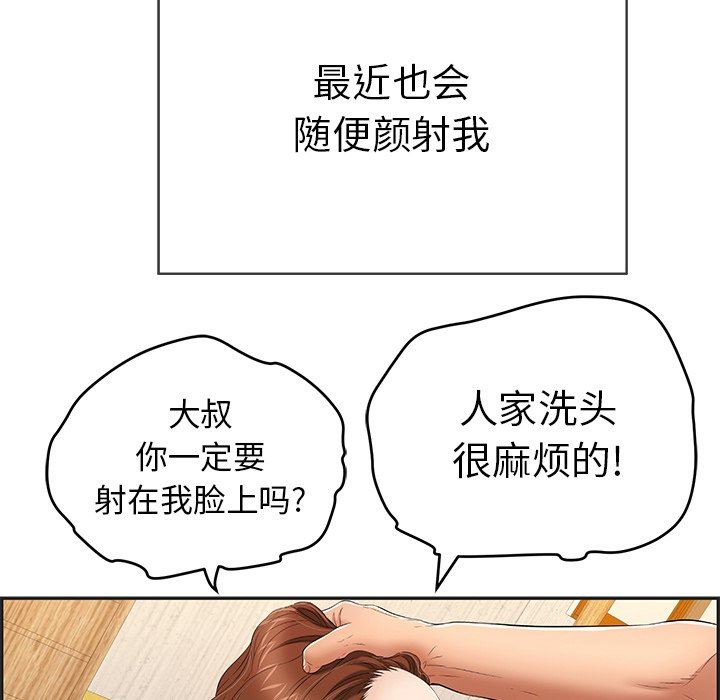 最近也会
随便颜射我
大叔
你一定要
射在我脸上吗?
人家洗头
很麻烦的!